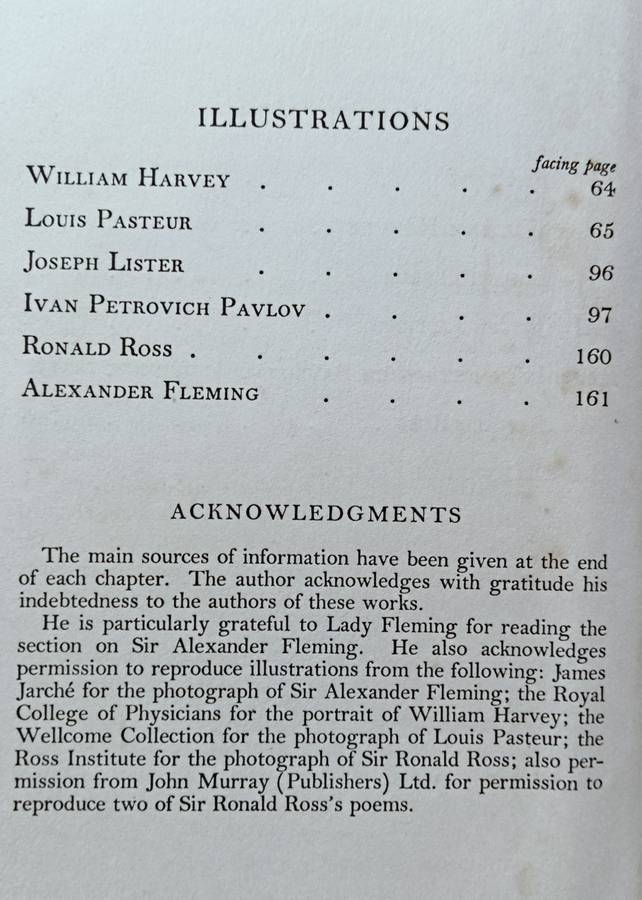 ILLUSTRATIONS
facing page
WILLIAM HARVEY . . . . . 64
LOUIS PASTEUR . . . . . 65
JOSEPH LISTER . . . . . 96
IVAN PETROVICH PAVLOV . . . . 97
RONALD ROSS . . . . . . 160
ALEXANDER FLEMING . . . . 161
ACKNOWLEDGMENTS
The main sources of information have been given at the end
of each chapter. The author acknowledges with gratitude his
indebtedness to the authors of these works.
He is particularly grateful to Lady Fleming for reading the
section on Sir Alexander Fleming. He also acknowledges
permission to reproduce illustrations from the following: James
Jarché for the photograph of Sir Alexander Fleming; the Royal
College of Physicians for the portrait of William Harvey; the
Wellcome Collection for the photograph of Louis Pasteur; the
Ross Institute for the photograph of Sir Ronald Ross; also per-
mission from John Murray (Publishers) Ltd. for permission to
reproduce two of Sir Ronald Ross's poems.